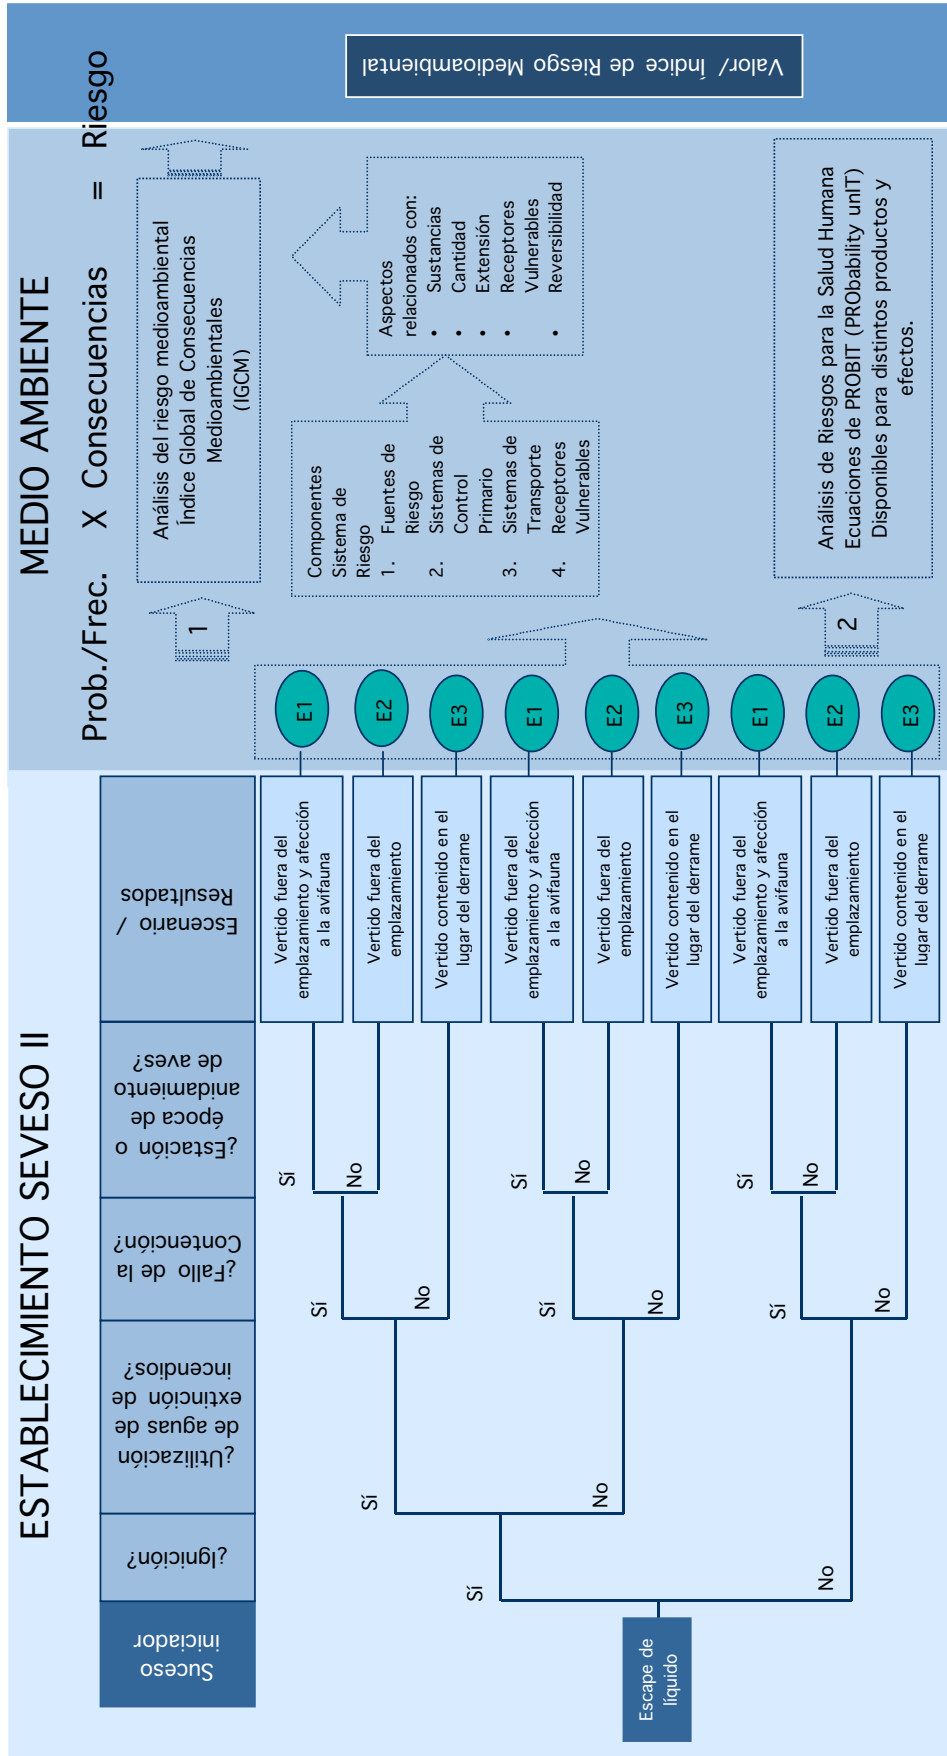 ESTABLECIMIENTO SEVESO II
MEDIO AMBIENTE
Prob./Frec. X Consecuencias = Riesgo
Suceso
iniciador
¿Ignición?
¿Utilización
de aguas de
extinción de
incendios?
¿Fallo de la
Contención?
¿Estación o
época de
anidamiento
de aves?
Escenario /
Resultados
Escape de
líquido
Sí
No
Sí
No
Sí
No
Sí
No
Sí
No
Sí
No
Sí
No
Sí
No
Vertido fuera del
emplazamiento y afección
a la avifauna
E1
Vertido fuera del
emplazamiento
E2
Vertido contenido en el
lugar del derrame
E3
Vertido fuera del
emplazamiento y afección
a la avifauna
E1
Vertido fuera del
emplazamiento
E2
Vertido contenido en el
lugar del derrame
E3
Vertido fuera del
emplazamiento y afección
a la avifauna
E1
Vertido fuera del
emplazamiento
E2
Vertido contenido en el
lugar del derrame
E3
1
Análisis del riesgo medioambiental
Índice Global de Consecuencias
Medioambientales
(IGCM)
Componentes
Sistema de
Riesgo
1. Fuentes de
Riesgo
2. Sistemas de
Control
Primario
3. Sistemas de
Transporte
4. Receptores
Vulnerables
Aspectos
relacionados con:
• Sustancias
• Cantidad
• Extensión
• Receptores
Vulnerables
• Reversibilidad
2
Análisis de Riesgos para la Salud Humana
Ecuaciones de PROBIT (PRObability unIT)
Disponibles para distintos productos y
efectos.
Valor/ Índice de Riesgo Medioambiental